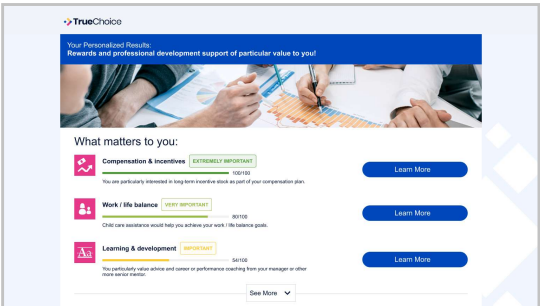 TrueChoice
Your Personalized Results:
Rewards and professional development support of particular value to you!
What matters to you:
Compensation & incentives EXTREMELY IMPORTANT
100/100
You are particularly interested in long-term incentive stock as part of your compensation plan.
Learn More
Work / life balance VERY IMPORTANT
80/100
Child care assistance would help you achieve your work / life balance goals.
Learn More
Aa
Learning & development IMPORTANT
54/100
You particularly value advice and career or performance coaching from your manager or other
more senior mentor.
Learn More
See More